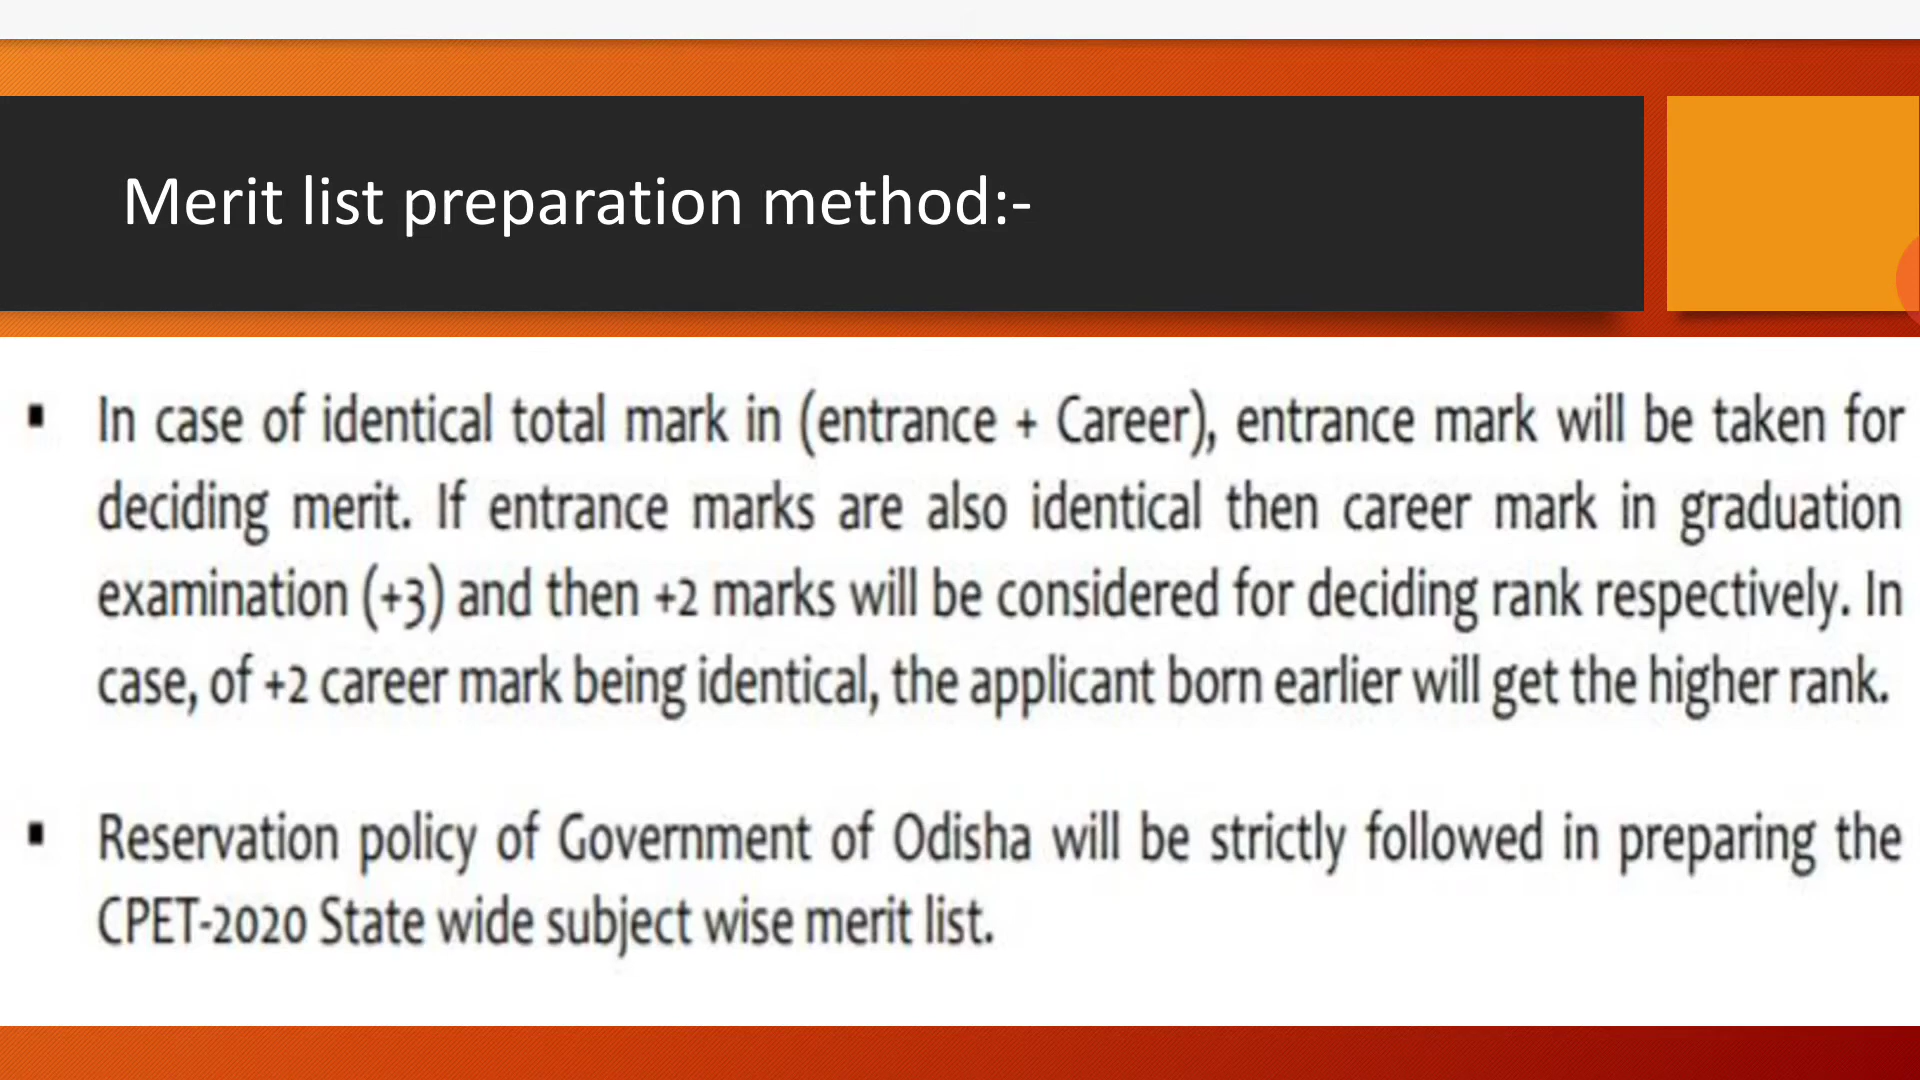 Merit list preparation method:-
▪ In case of identical total mark in (entrance + Career), entrance mark will be taken for
deciding merit. If entrance marks are also identical then career mark in graduation
examination (+3) and then +2 marks will be considered for deciding rank respectively. In
case, of +2 career mark being identical, the applicant born earlier will get the higher rank.
▪ Reservation policy of Government of Odisha will be strictly followed in preparing the
CPET-2020 State wide subject wise merit list.